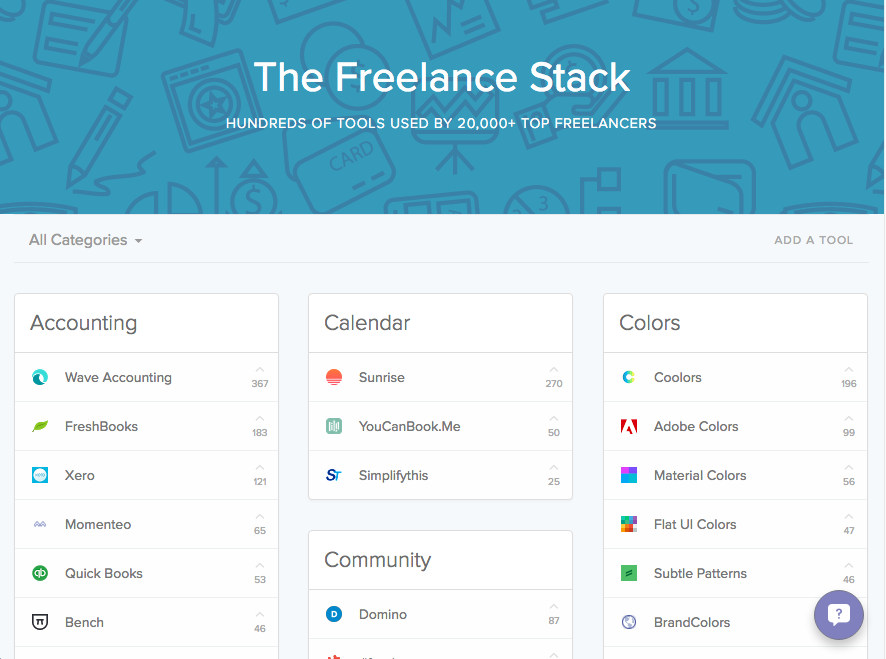 The Freelance Stack
HUNDREDS OF TOOLS USED BY 20,000+ TOP FREELANCERS
CARD
$
3
All Categories
ADD A TOOL
Accounting
Wave Accounting
367
FreshBooks
183
Xero
121
Momenteo
65
Quick Books
53
Bench
46
Calendar
Sunrise
270
YouCanBook.Me
50
Simplifythis
25
Community
Domino
87
Colors
Coolors
196
Adobe Colors
99
Material Colors
56
Flat UI Colors
47
Subtle Patterns
46
BrandColors
?